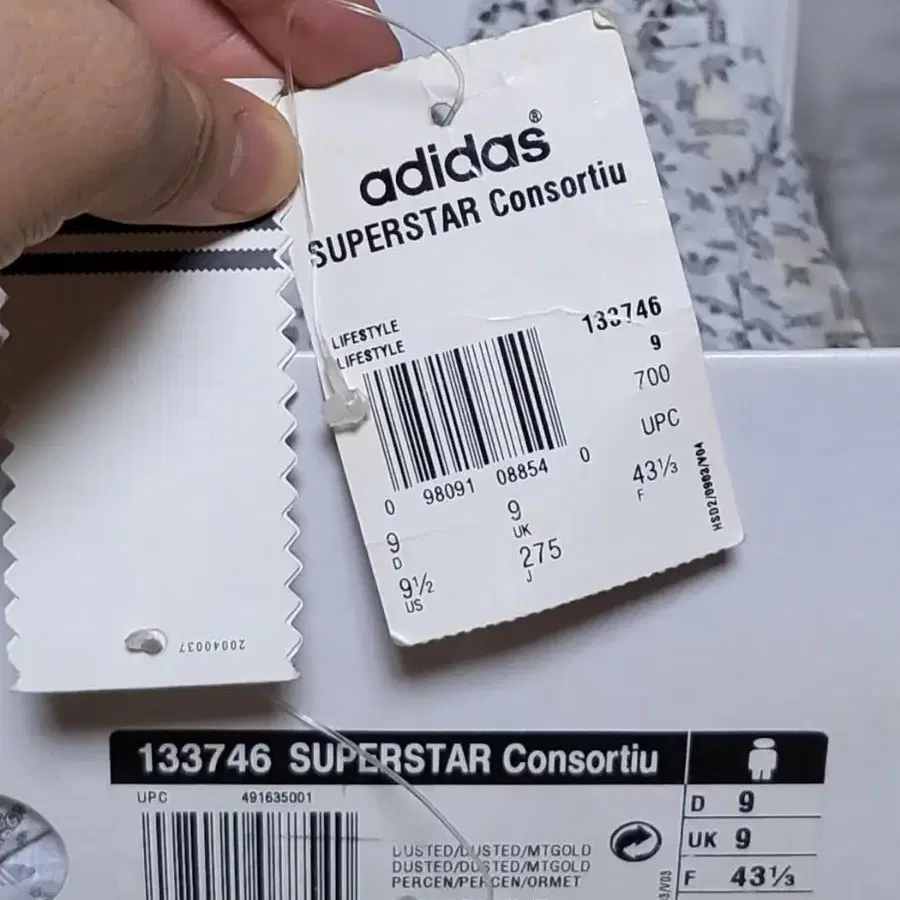 adidas®
SUPERSTAR Consortiu
LIFESTYLE
LIFESTYLE
133746
9
700
UPC
43⅓
F
0 98091 08854 0
9
D
9
UK
9½
US
275
J
HSD2/0902/V04
20040037
133746 SUPERSTAR Consortiu
UPC 491635001
DUSTED/DUSTED/MTGOLD
DUSTED/DUSTED/MTGOLD
PERCEN/PERCEN/ORMET
D 9
UK 9
F 43⅓